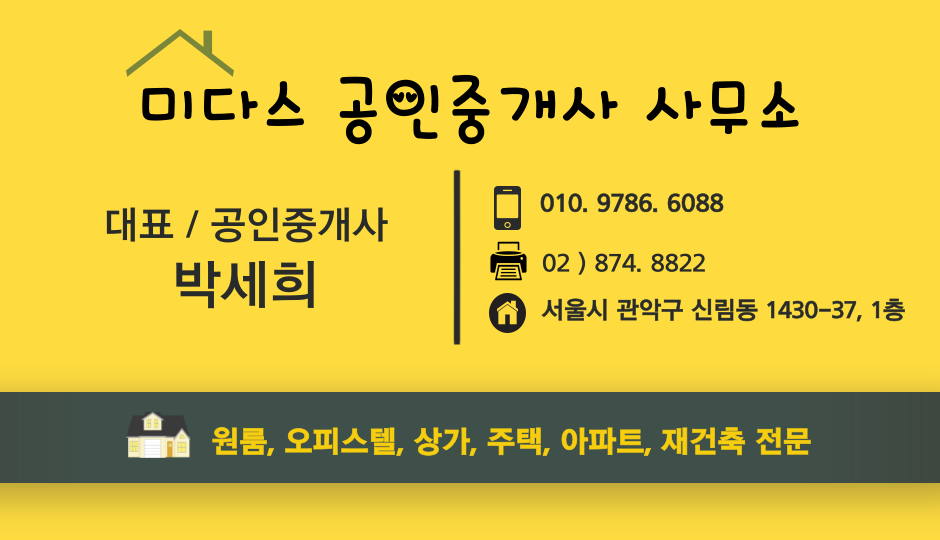 미다스 공인중개사 사무소
대표 / 공인중개사
박세희
010. 9786. 6088
02 ) 874. 8822
서울시 관악구 신림동 1430-37, 1층
원룸, 오피스텔, 상가, 주택, 아파트, 재건축 전문